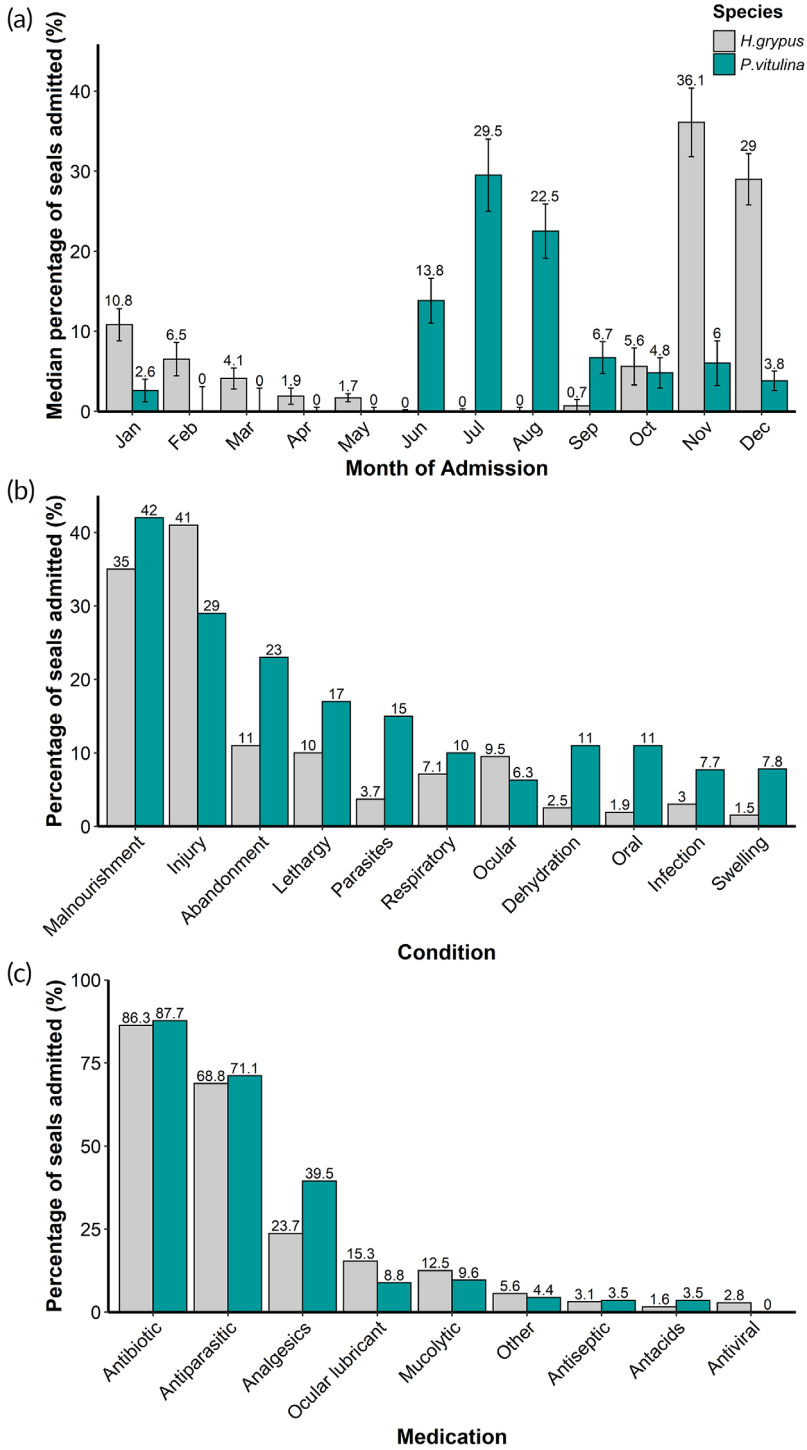 (a)
Species
H.grypus
P.vitulina
Median percentage of seals admitted (%)
40
30
20
10
0
10.8
2.6
6.5
0
4.1
0
1.9
0
1.7
0
0
13.8
0
29.5
0
22.5
0.7
6.7
5.6
4.8
36.1
6
29
3.8
Jan
Feb
Mar
Apr
May
Jun
Jul
Aug
Sep
Oct
Nov
Dec
Month of Admission
(b)
Percentage of seals admitted (%)
40
30
20
10
0
35
42
41
29
11
23
10
17
3.7
15
7.1
10
9.5
6.3
2.5
11
1.9
11
3
7.7
1.5
7.8
Malnourishment
Injury
Abandonment
Lethargy
Parasites
Respiratory
Ocular
Dehydration
Oral
Infection
Swelling
Condition
(c)
Percentage of seals admitted (%)
100
75
50
25
0
86.3
87.7
68.8
71.1
23.7
39.5
15.3
8.8
12.5
9.6
5.6
4.4
3.1
3.5
1.6
3.5
2.8
0
Antibiotic
Antiparasitic
Analgesics
Ocular lubricant
Mucolytic
Other
Antiseptic
Antacids
Antiviral
Medication